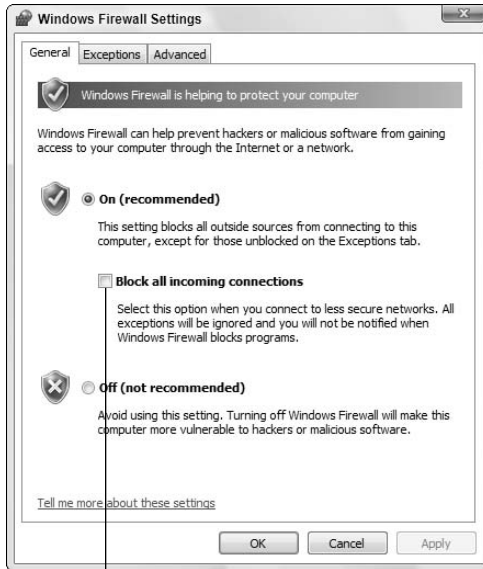 Windows Firewall Settings
General Exceptions Advanced
Windows Firewall is helping to protect your computer
Windows Firewall can help prevent hackers or malicious software from gaining
access to your computer through the Internet or a network.
On (recommended)
This setting blocks all outside sources from connecting to this
computer, except for those unblocked on the Exceptions tab.
Block all incoming connections
Select this option when you connect to less secure networks. All
exceptions will be ignored and you will not be notified when
Windows Firewall blocks programs.
Off (not recommended)
Avoid using this setting. Turning off Windows Firewall will make this
computer more vulnerable to hackers or malicious software.
Tell me more about these settings
OK Cancel Apply